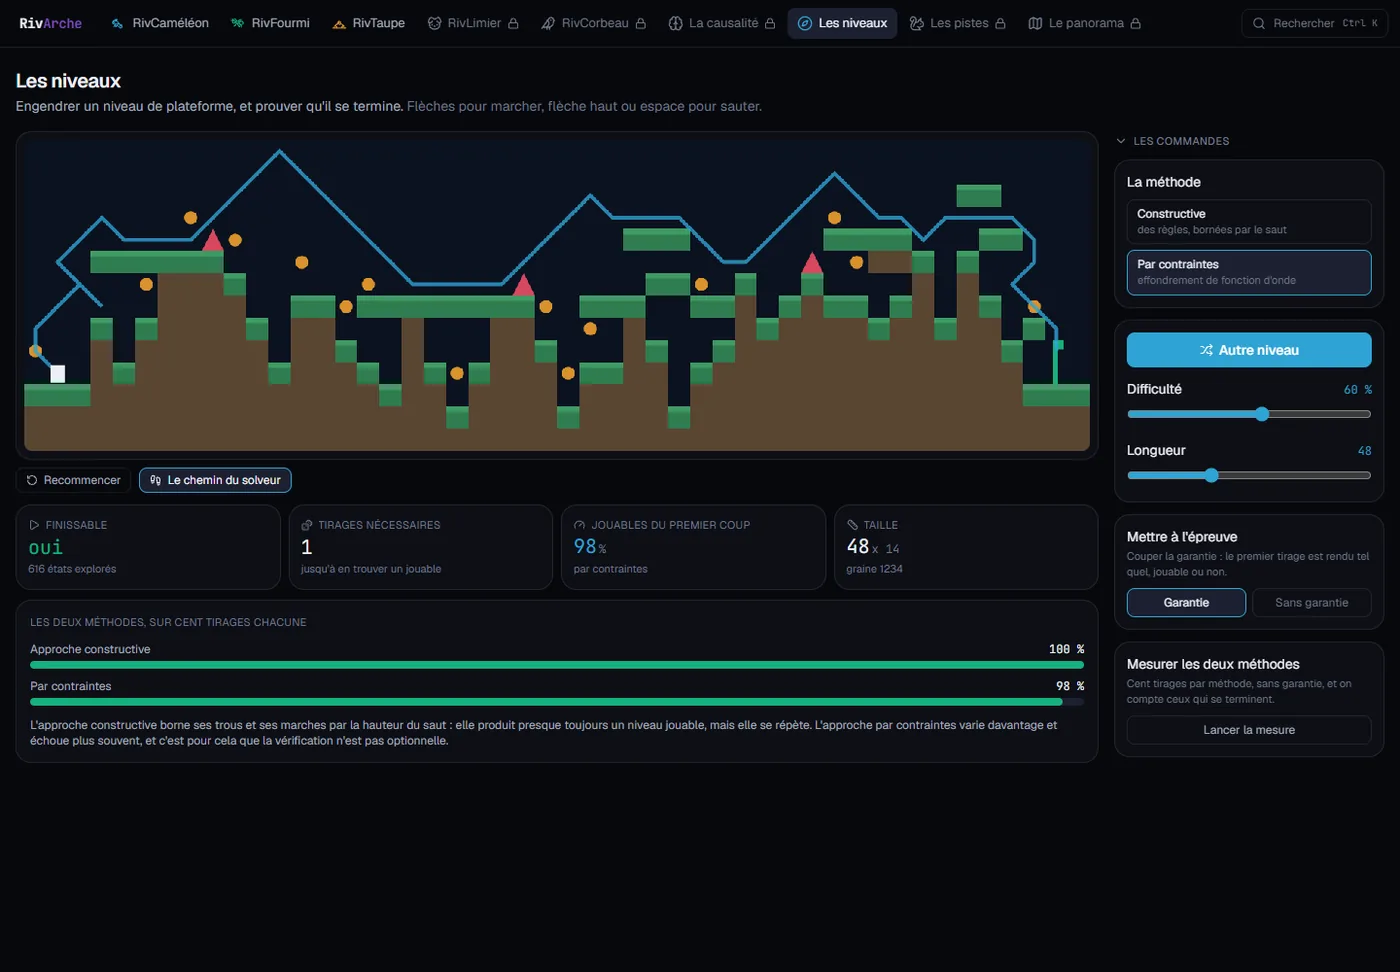 RivArche RivCaméléon RivFourmi RivTaupe RivLimier RivCorbeau La causalité Les niveaux Les pistes Le panorama Rechercher Ctrl K
Les niveaux
Engendrer un niveau de plateforme, et prouver qu'il se termine. Flèches pour marcher, flèche haut ou espace pour sauter.
LES COMMANDES
La méthode
Constructive
des règles, bornées par le saut
Par contraintes
effondrement de fonction d'onde
Autre niveau
Difficulté 60 %
Longueur 48
Recommencer Le chemin du solveur
FINISSABLE
oui
616 états explorés
TIRAGES NÉCESSAIRES
1
jusqu'à en trouver un jouable
JOUABLES DU PREMIER COUP
98 %
par contraintes
TAILLE
48 x 14
graine 1234
Mettre à l'épreuve
Couper la garantie : le premier tirage est rendu tel
quel, jouable ou non.
Garantie Sans garantie
LES DEUX MÉTHODES, SUR CENT TIRAGES CHACUNE
Approche constructive 100 %
Par contraintes 98 %
L'approche constructive borne ses trous et ses marches par la hauteur du saut : elle produit presque toujours un niveau jouable, mais elle se répète. L'approche par contraintes varie davantage et
échoue plus souvent, et c'est pour cela que la vérification n'est pas optionnelle.
Mesurer les deux méthodes
Cent tirages par méthode, sans garantie, et on
compte ceux qui se terminent.
Lancer la mesure